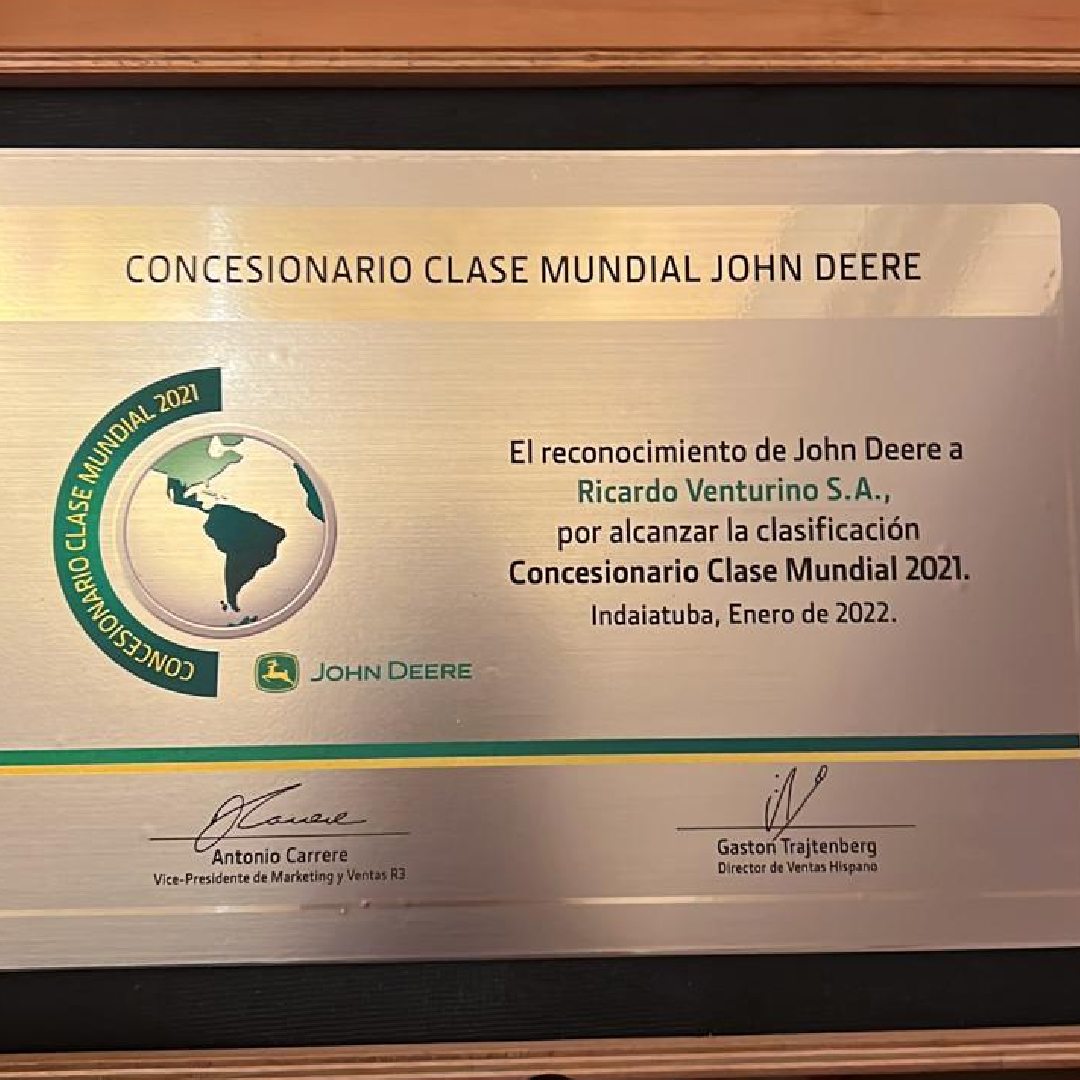 CONCESIONARIO CLASE MUNDIAL JOHN DEERE
CONCESIONARIO CLASE MUNDIAL 2021
JOHN DEERE
El reconocimiento de John Deere a
Ricardo Venturino S.A.,
por alcanzar la clasificación
Concesionario Clase Mundial 2021.
Indaiatuba, Enero de 2022.
Antonio Carrere
Vice-Presidente de Marketing y Ventas R3
Gaston Trajtenberg
Director de Ventas Hispano